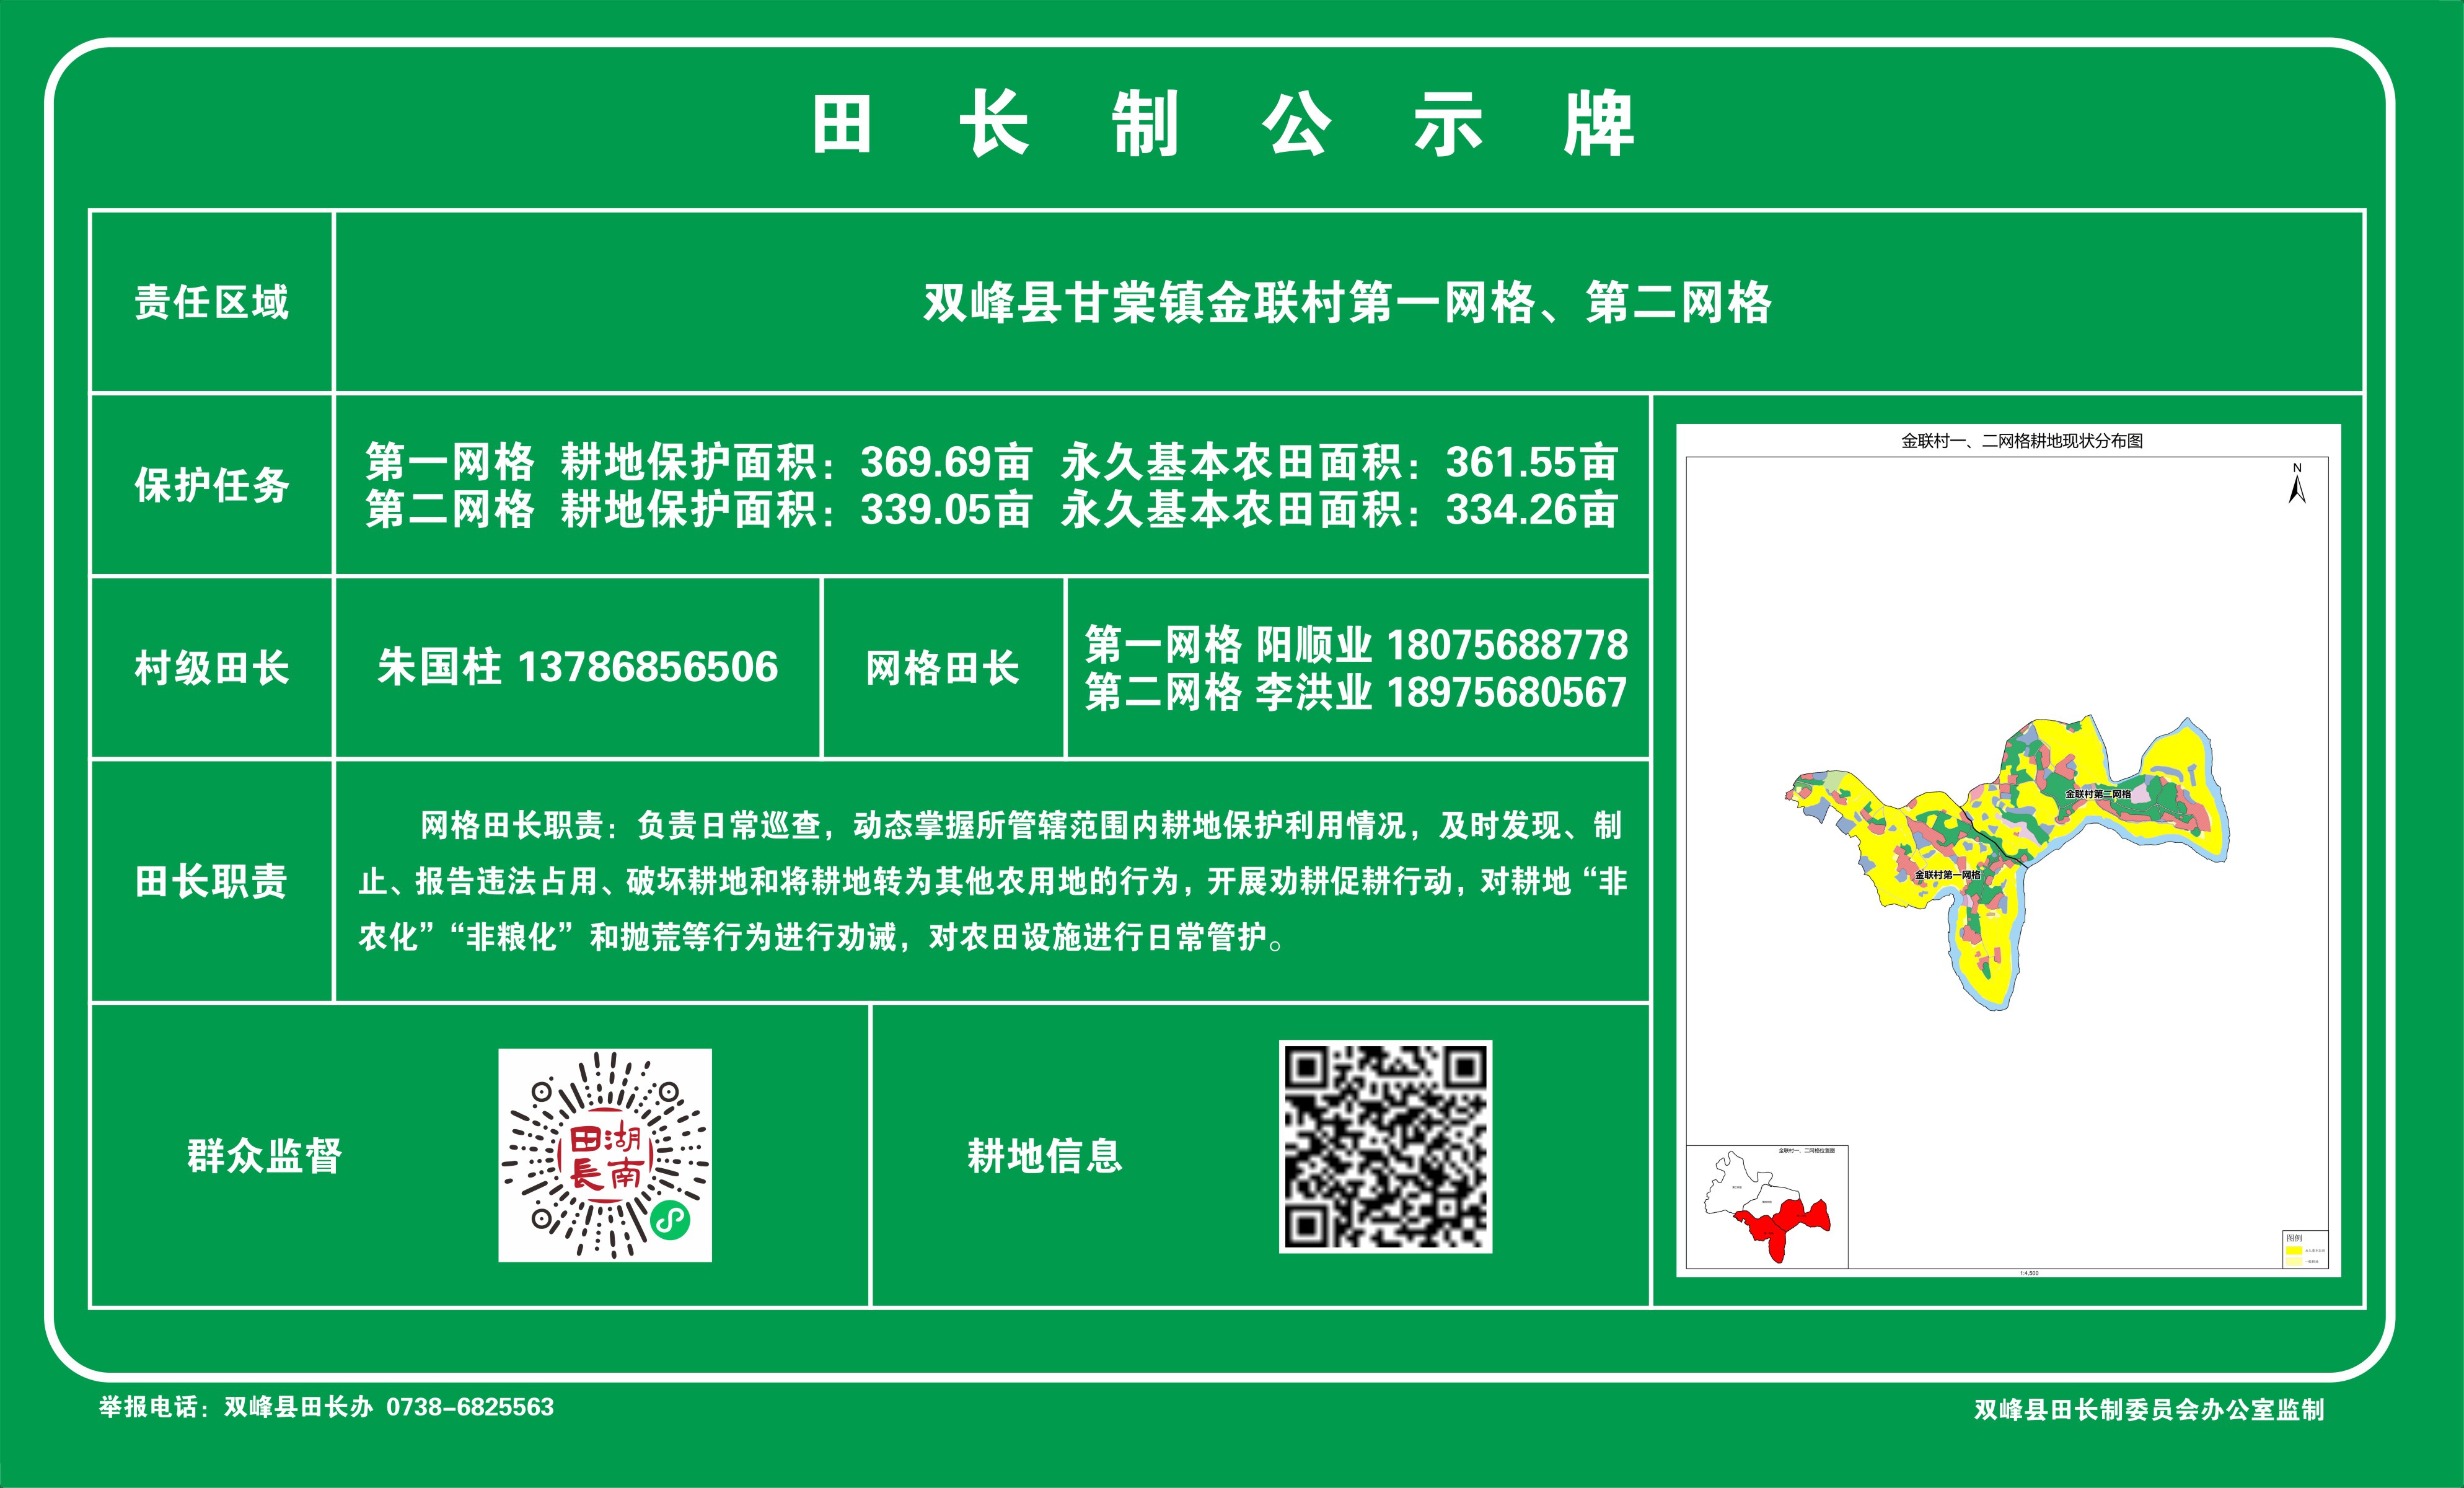 田长制公示牌
责任区域
双峰县甘棠镇金联村第一网格、第二网格
保护任务
第一网格 耕地保护面积：369.69亩 永久基本农田面积：361.55亩
第二网格 耕地保护面积：339.05亩 永久基本农田面积：334.26亩
村级田长
朱国柱 13786856506
网格田长
第一网格 阳顺业 18075688778
第二网格 李洪业 18975680567
田长职责
网格田长职责：负责日常巡查，动态掌握所管辖范围内耕地保护利用情况，及时发现、制
止、报告违法占用、破坏耕地和将耕地转为其他农用地的行为，开展劝耕促耕行动，对耕地“非
农化”“非粮化”和抛荒等行为进行劝诫，对农田设施进行日常管护。
群众监督
湖南
田長
耕地信息
金联村一、二网格耕地现状分布图
N
金联村第二网格
金联村第一网格
金联村一、二网格位置图
图例
1:4,500
举报电话：双峰县田长办 0738-6825563
双峰县田长制委员会办公室监制